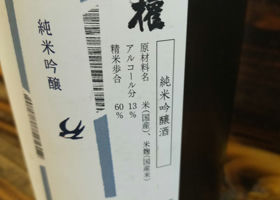 純米吟醸酒
原材料名 米(国産)、米麹(国産米)
アルコール分 13%
精米歩合 60%
権
純米吟醸